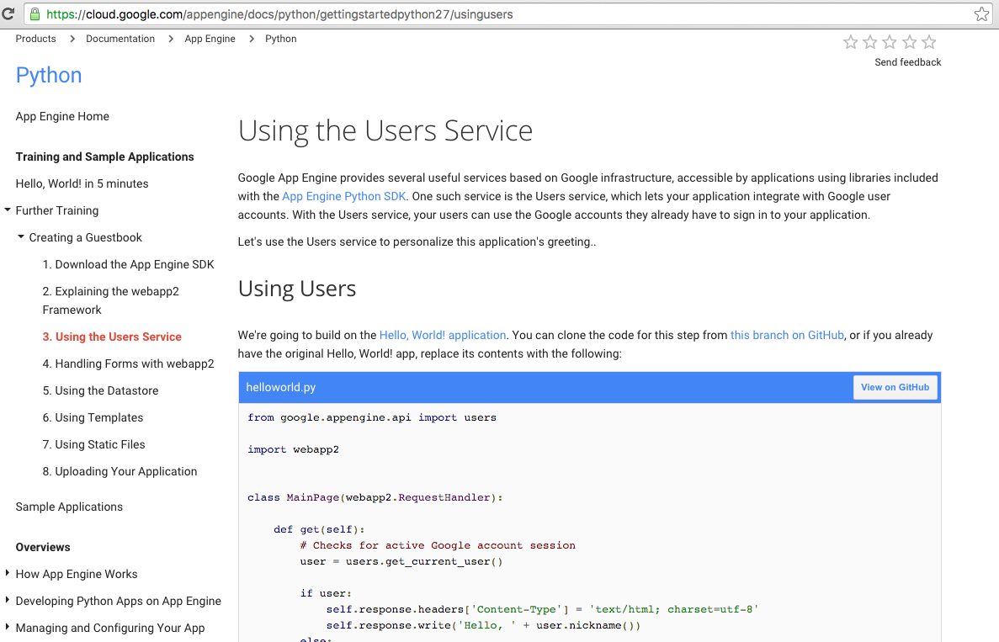 https://cloud.google.com/appengine/docs/python/gettingstartedpython27/usingusers
Products > Documentation > App Engine > Python
Send feedback
Python
App Engine Home
Training and Sample Applications
Hello, World! in 5 minutes
Further Training
Creating a Guestbook
1. Download the App Engine SDK
2. Explaining the webapp2
Framework
3. Using the Users Service
4. Handling Forms with webapp2
5. Using the Datastore
6. Using Templates
7. Using Static Files
8. Uploading Your Application
Sample Applications
Overviews
How App Engine Works
Developing Python Apps on App Engine
Managing and Configuring Your App
Using the Users Service
Google App Engine provides several useful services based on Google infrastructure, accessible by applications using libraries included
with the App Engine Python SDK. One such service is the Users service, which lets your application integrate with Google user
accounts. With the Users service, your users can use the Google accounts they already have to sign in to your application.
Let's use the Users service to personalize this application's greeting..
Using Users
We're going to build on the Hello, World! application. You can clone the code for this step from this branch on GitHub, or if you already
have the original Hello, World! app, replace its contents with the following:
helloworld.py
View on GitHub
from google.appengine.api import users
import webapp2
class MainPage(webapp2.RequestHandler):
    def get(self):
        # Checks for active Google account session
        user = users.get_current_user()
        if user:
            self.response.headers['Content-Type'] = 'text/html; charset=utf-8'
            self.response.write('Hello, ' + user.nickname())
        else: